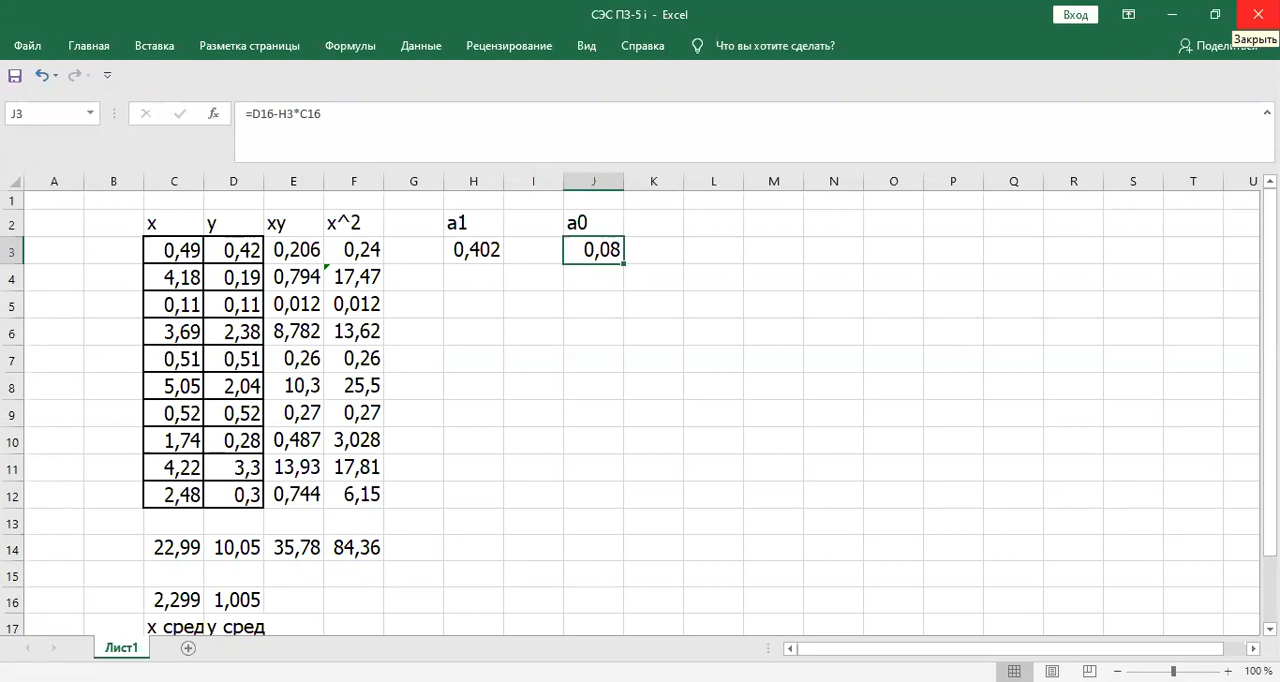 СЭС ПЗ-5 i - Excel
Вход
Закрыть
Файл Главная Вставка Разметка страницы Формулы Данные Рецензирование Вид Справка Что вы хотите сделать? Поделиться
J3 fx =D16-H3*C16
A B C D E F G H I J K L M N O P Q R S T U
1
2 x y xy x^2 a1 a0
3 0,49 0,42 0,206 0,24 0,402 0,08
4 4,18 0,19 0,794 17,47
5 0,11 0,11 0,012 0,012
6 3,69 2,38 8,782 13,62
7 0,51 0,51 0,26 0,26
8 5,05 2,04 10,3 25,5
9 0,52 0,52 0,27 0,27
10 1,74 0,28 0,487 3,028
11 4,22 3,3 13,93 17,81
12 2,48 0,3 0,744 6,15
13
14 22,99 10,05 35,78 84,36
15
16 2,299 1,005
17 x сред y сред
Лист1
100 %